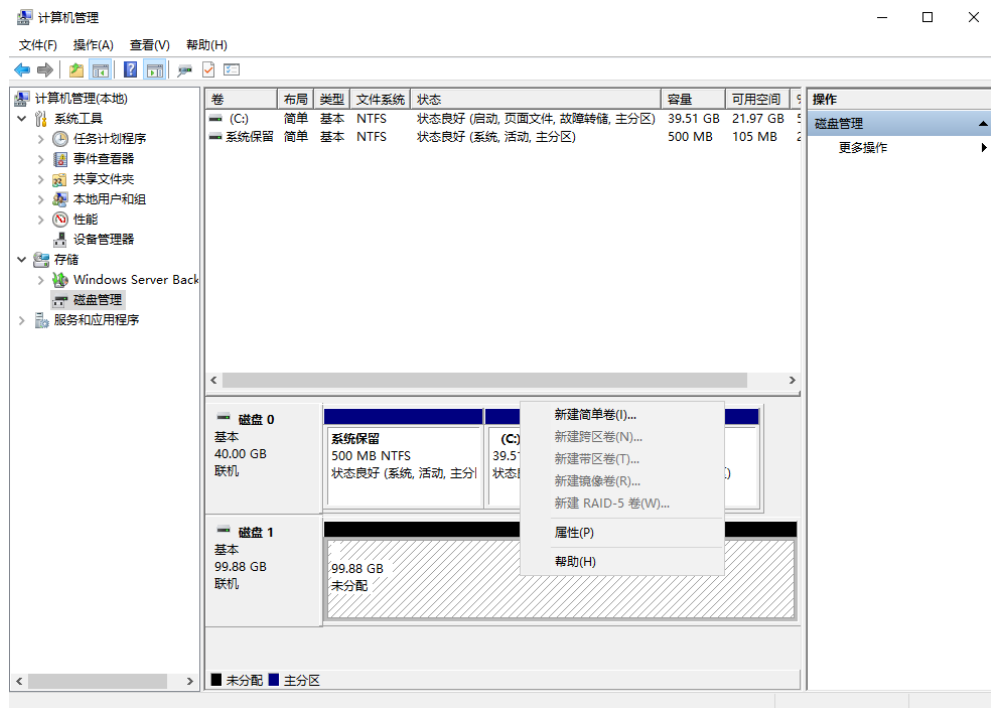 计算机管理
文件(F) 操作(A) 查看(V) 帮助(H)
计算机管理(本地)
系统工具
任务计划程序
事件查看器
共享文件夹
本地用户和组
性能
设备管理器
存储
Windows Server Back
磁盘管理
服务和应用程序
卷 布局 类型 文件系统 状态 容量 可用空间 %
(C:) 简单 基本 NTFS 状态良好 (启动, 页面文件, 故障转储, 主分区) 39.51 GB 21.97 GB
系统保留 简单 基本 NTFS 状态良好 (系统, 活动, 主分区) 500 MB 105 MB
操作
磁盘管理
更多操作
磁盘 0
基本
40.00 GB
联机
系统保留
500 MB NTFS
状态良好 (系统, 活动, 主分
(C:)
39.5
状态
新建简单卷(I)...
新建跨区卷(N)...
新建带区卷(T)...
新建镜像卷(R)...
新建 RAID-5 卷(W)...
属性(P)
帮助(H)
磁盘 1
基本
99.88 GB
联机
99.88 GB
未分配
未分配 主分区